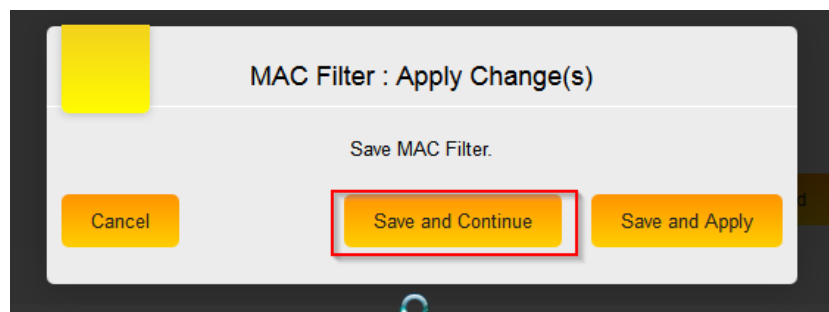 MAC Filter : Apply Change(s)
Save MAC Filter.
Cancel
Save and Continue
Save and Apply